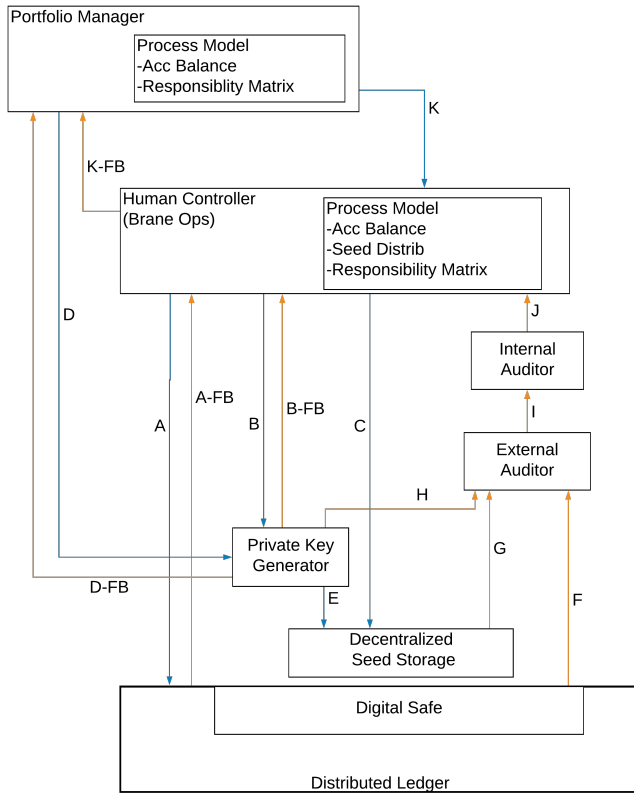 Portfolio Manager
Process Model
-Acc Balance
-Responsiblity Matrix
K
K-FB
Human Controller
(Brane Ops)
Process Model
-Acc Balance
-Seed Distrib
-Responsibility Matrix
D
J
Internal
Auditor
A-FB
B-FB
A
B
C
I
External
Auditor
H
Private Key
Generator
G
D-FB
E
F
Decentralized
Seed Storage
Digital Safe
Distributed Ledger